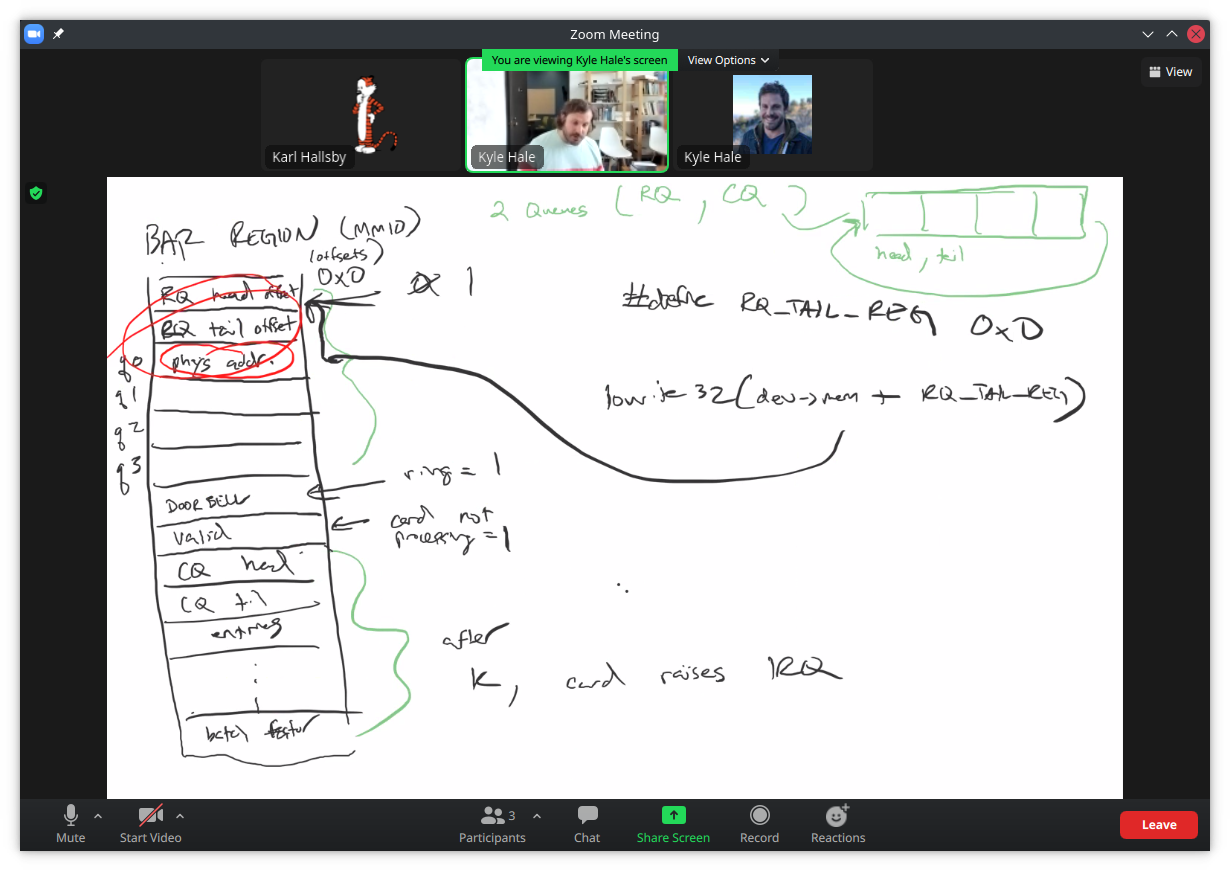 Zoom Meeting
You are viewing Kyle Hale's screen
View Options
View
Karl Hallsby
Kyle Hale
Kyle Hale
2 Queues (RQ, CQ)
head, tail
BAR REGION (MMIO)
(offsets)
0x0
1
RQ head offset
RQ tail offset
q0 phys addr.
q1
q2
q3
DOORBELL
ring = 1
valid
card not
processing = 1
CQ head
CQ tail
entries
batch factor
#define RQ_TAIL_REG 0x0
iowrite32(dev->mem + RQ_TAIL_REG)
after
K, card raises IRQ
Mute
Start Video
Participants
3
Chat
Share Screen
Record
Reactions
Leave